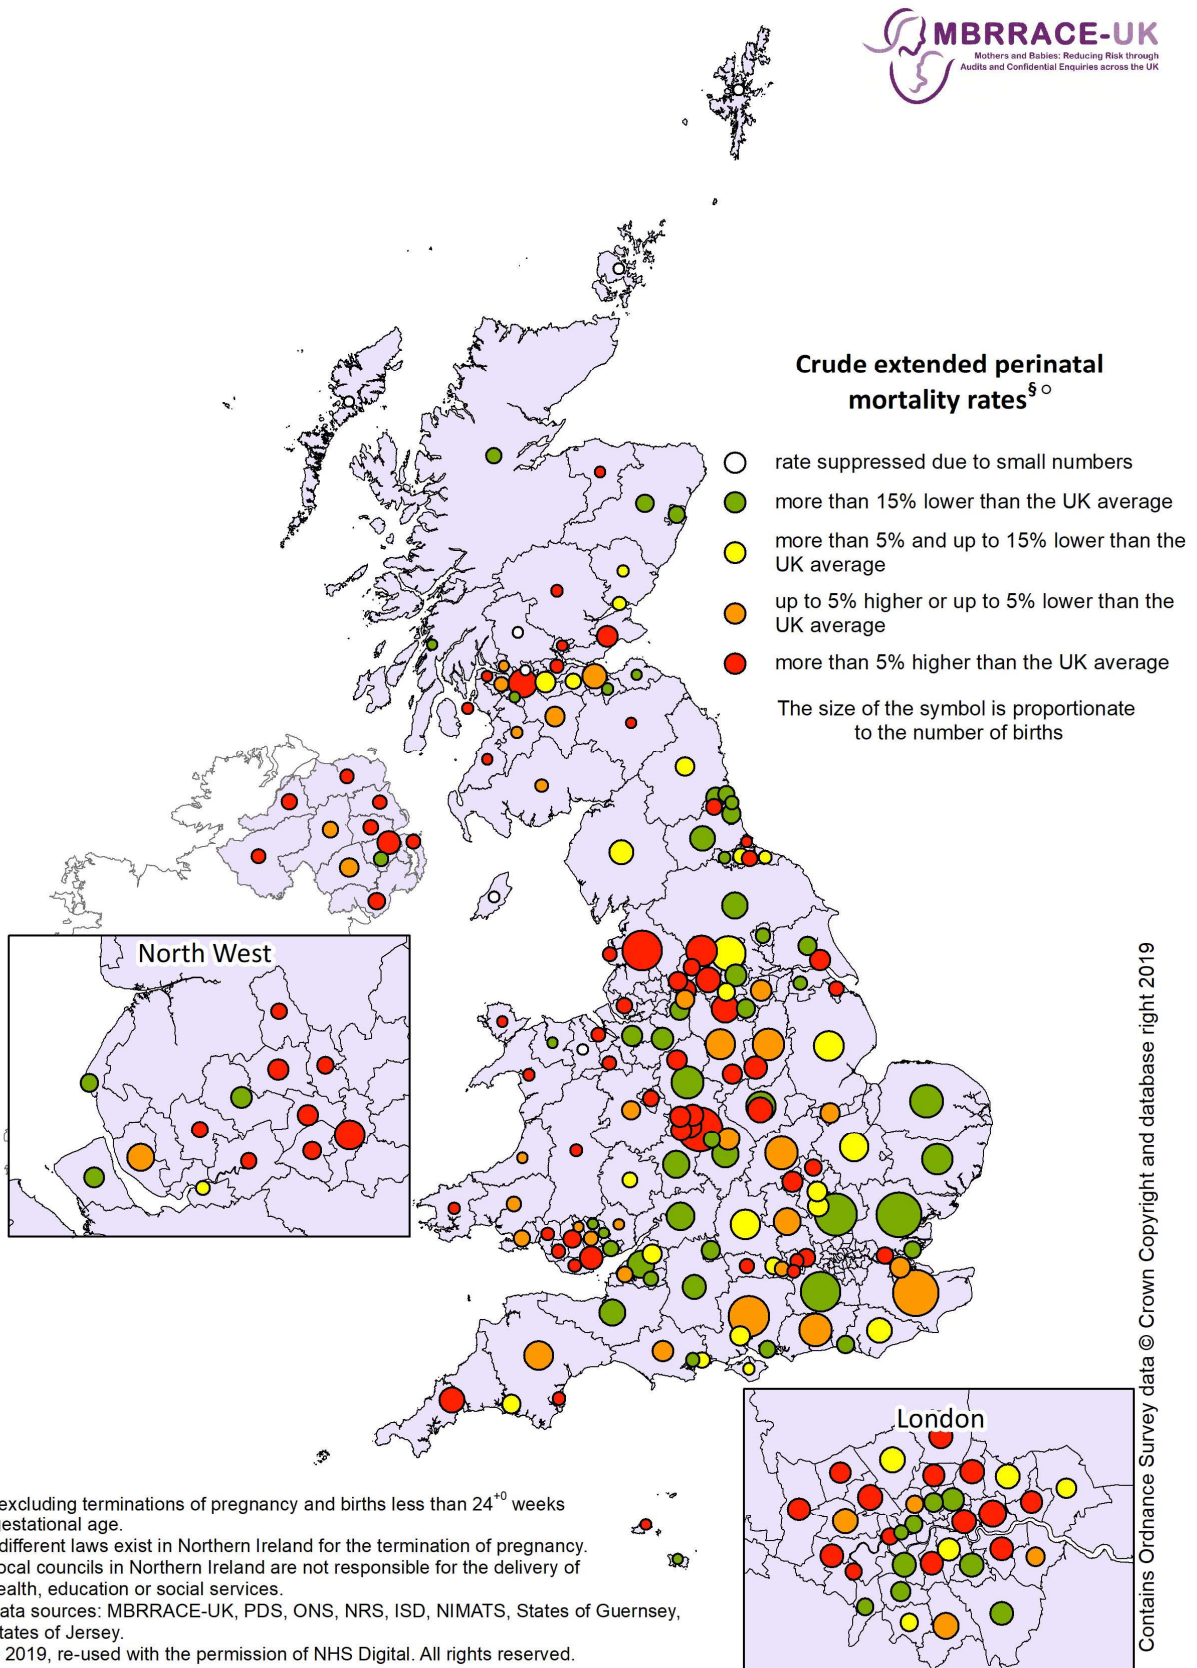 MBRRACE-UK
Mothers and Babies: Reducing Risk through
Audits and Confidential Enquiries across the UK
Crude extended perinatal
mortality rates§ ○
rate suppressed due to small numbers
more than 15% lower than the UK average
more than 5% and up to 15% lower than the
UK average
up to 5% higher or up to 5% lower than the
UK average
more than 5% higher than the UK average
The size of the symbol is proportionate
to the number of births
North West
London
excluding terminations of pregnancy and births less than 24+0 weeks
gestational age.
different laws exist in Northern Ireland for the termination of pregnancy.
ocal councils in Northern Ireland are not responsible for the delivery of
ealth, education or social services.
ata sources: MBRRACE-UK, PDS, ONS, NRS, ISD, NIMATS, States of Guernsey,
tates of Jersey.
2019, re-used with the permission of NHS Digital. All rights reserved.
Contains Ordnance Survey data © Crown Copyright and database right 2019